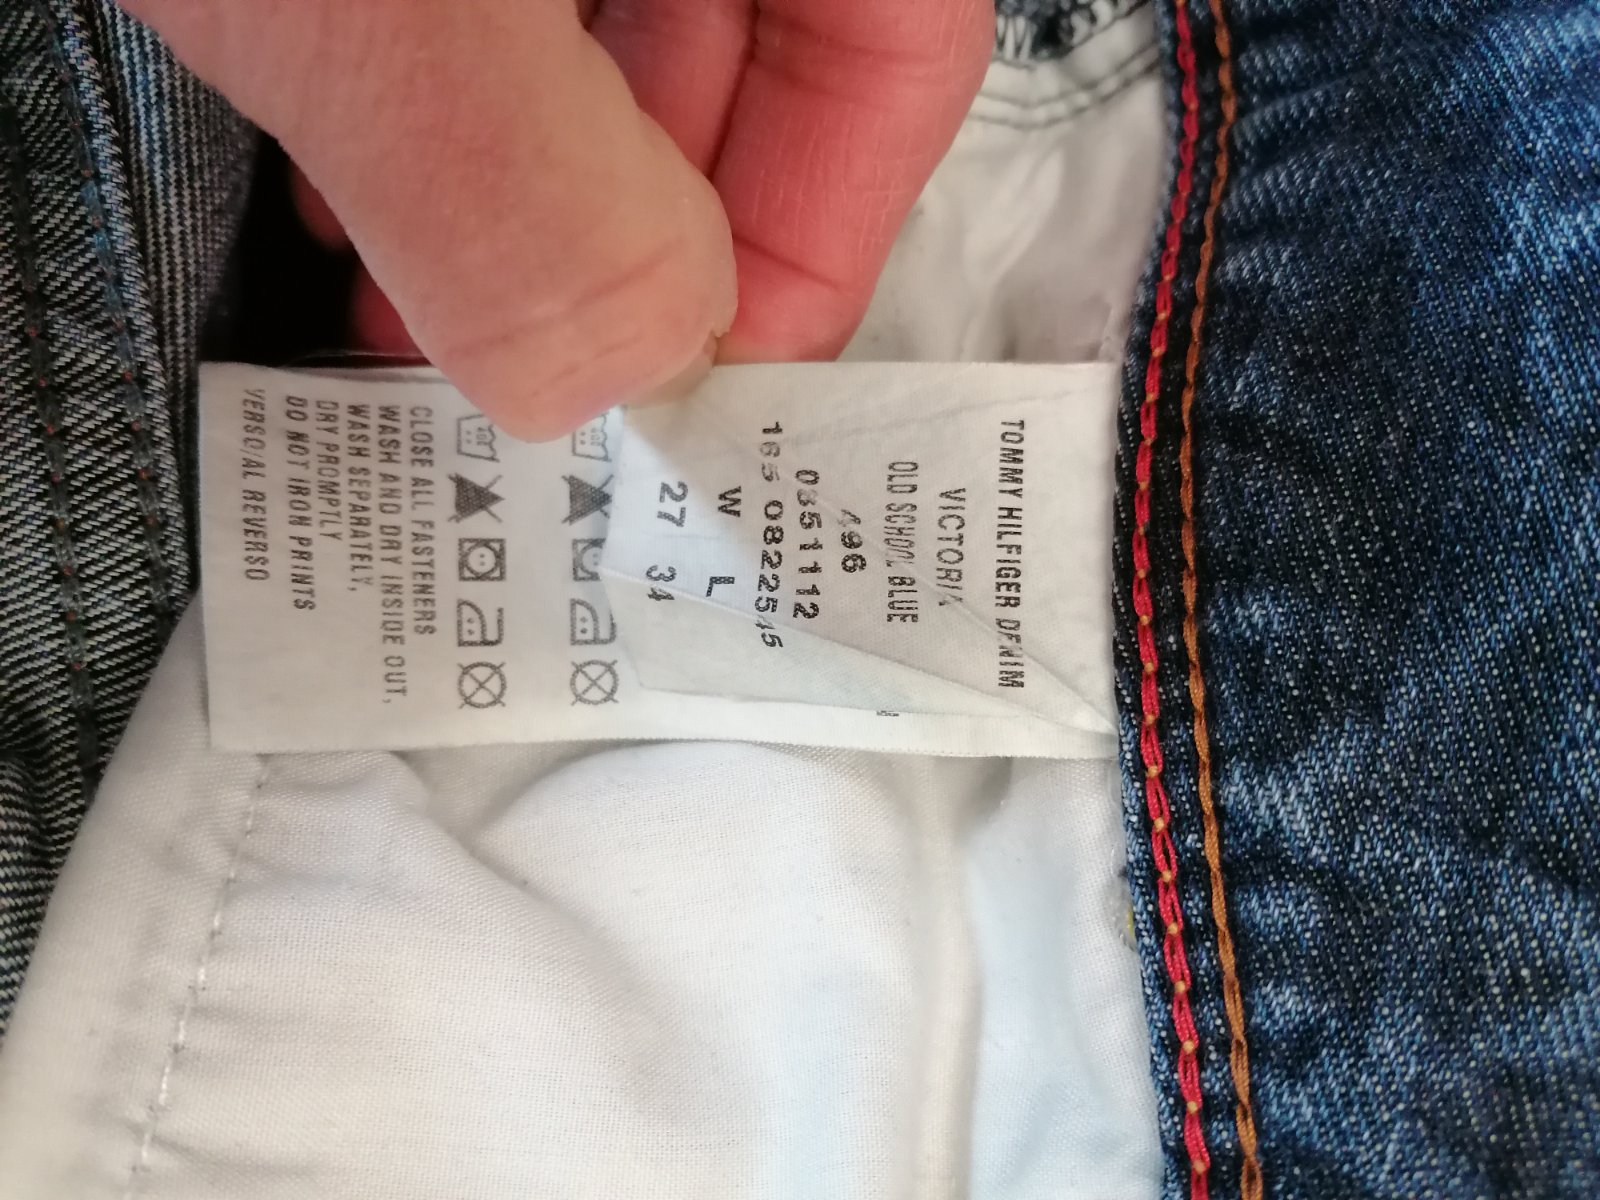 TOMMY HILFIGER DENIM
VICTORIA
OLD SCHOOL BLUE
496
0851112
165 0822545
W L
27 34
CLOSE ALL FASTENERS
WASH AND DRY INSIDE OUT,
WASH SEPARATELY,
DRY PROMPTLY
DO NOT IRON PRINTS
VERSO/AL REVERSO